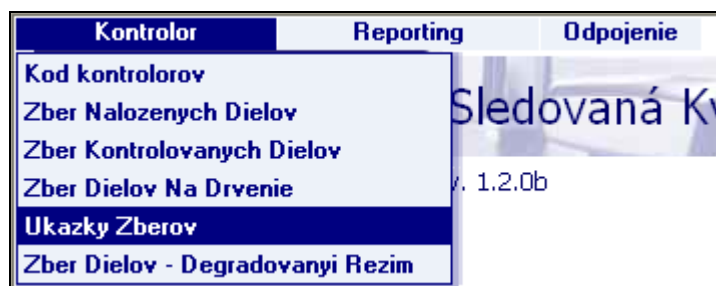 Kontrolor Reporting Odpojenie
Kod kontrolorov
Zber Nalozenych Dielov
Sledovaná
Zber Kontrolovanych Dielov
Zber Dielov Na Drvenie
v. 1.2.0b
Ukazky Zberov
Zber Dielov - Degradovanyi Rezim